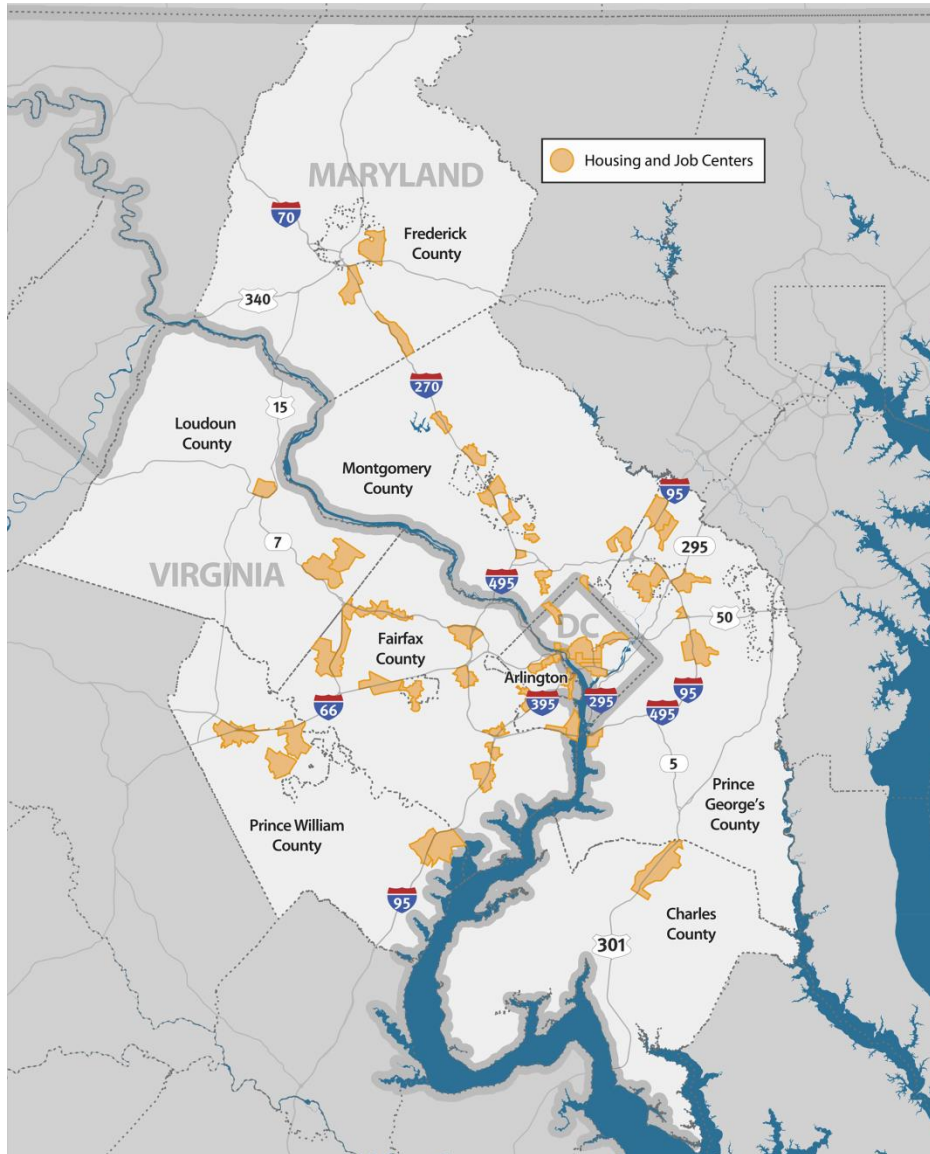 Housing and Job Centers
MARYLAND
70
Frederick
County
340
270
15
Loudoun
County
Montgomery
County
95
7
295
VIRGINIA
495
50
DC
Fairfax
County
Arlington
66
395
295
95
495
5
Prince
George's
County
Prince William
County
95
Charles
County
301